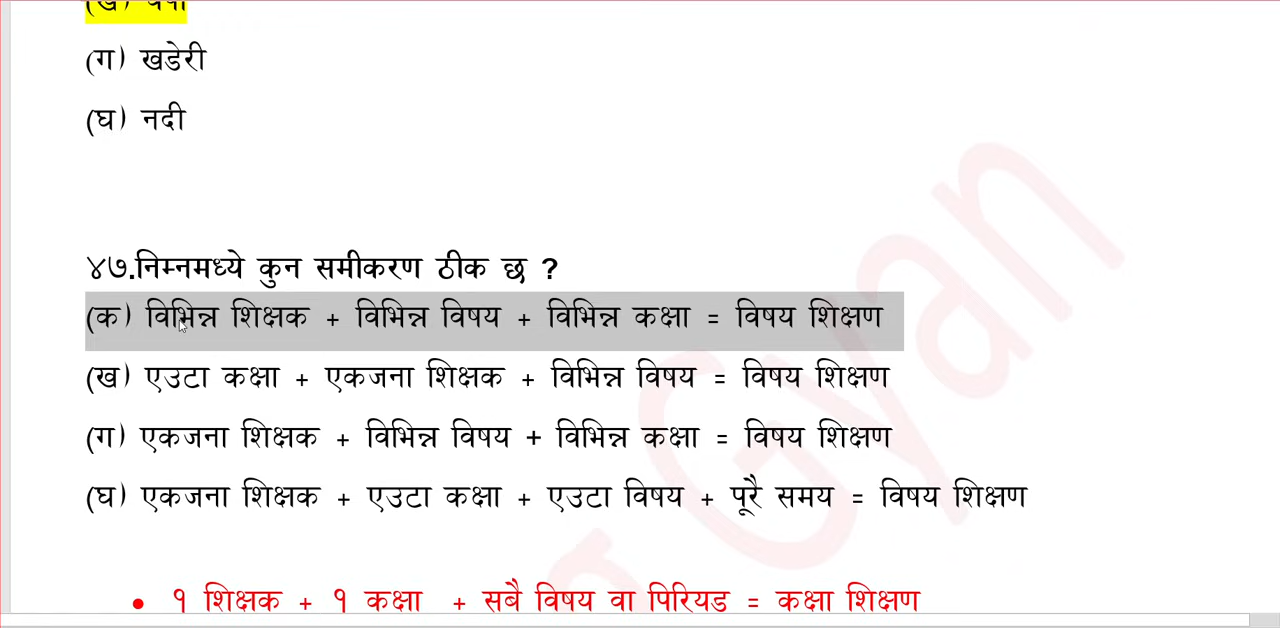 (ग) खडेरी
(घ) नदी
४७.निम्नमध्ये कुन समीकरण ठीक छ ?
(क) विभिन्न शिक्षक + विभिन्न विषय + विभिन्न कक्षा = विषय शिक्षण
(ख) एउटा कक्षा + एकजना शिक्षक + विभिन्न विषय = विषय शिक्षण
(ग) एकजना शिक्षक + विभिन्न विषय + विभिन्न कक्षा = विषय शिक्षण
(घ) एकजना शिक्षक + एउटा कक्षा + एउटा विषय + पूरै समय = विषय शिक्षण
• १ शिक्षक + १ कक्षा + सबै विषय वा पिरियड = कक्षा शिक्षण
Gyan